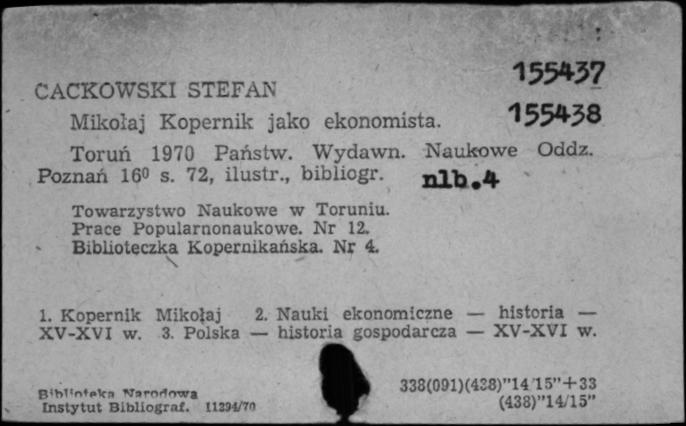 155437
CACKOWSKI STEFAN
155438
Mikołaj Kopernik jako ekonomista.
Toruń 1970 Państw. Wydawn. Naukowe Oddz.
Poznań 16⁰ s. 72, ilustr., bibliogr. nlb.4
Towarzystwo Naukowe w Toruniu.
Prace Popularnonaukowe. Nr 12.
Biblioteczka Kopernikańska. Nr 4.
1. Kopernik Mikołaj 2. Nauki ekonomiczne — historia —
XV-XVI w. 3. Polska — historia gospodarcza — XV-XVI w.
Biblioteka Narodowa
Instytut Bibliograf. 11294/70
338(091)(438)"14/15"+33
(438)"14/15"